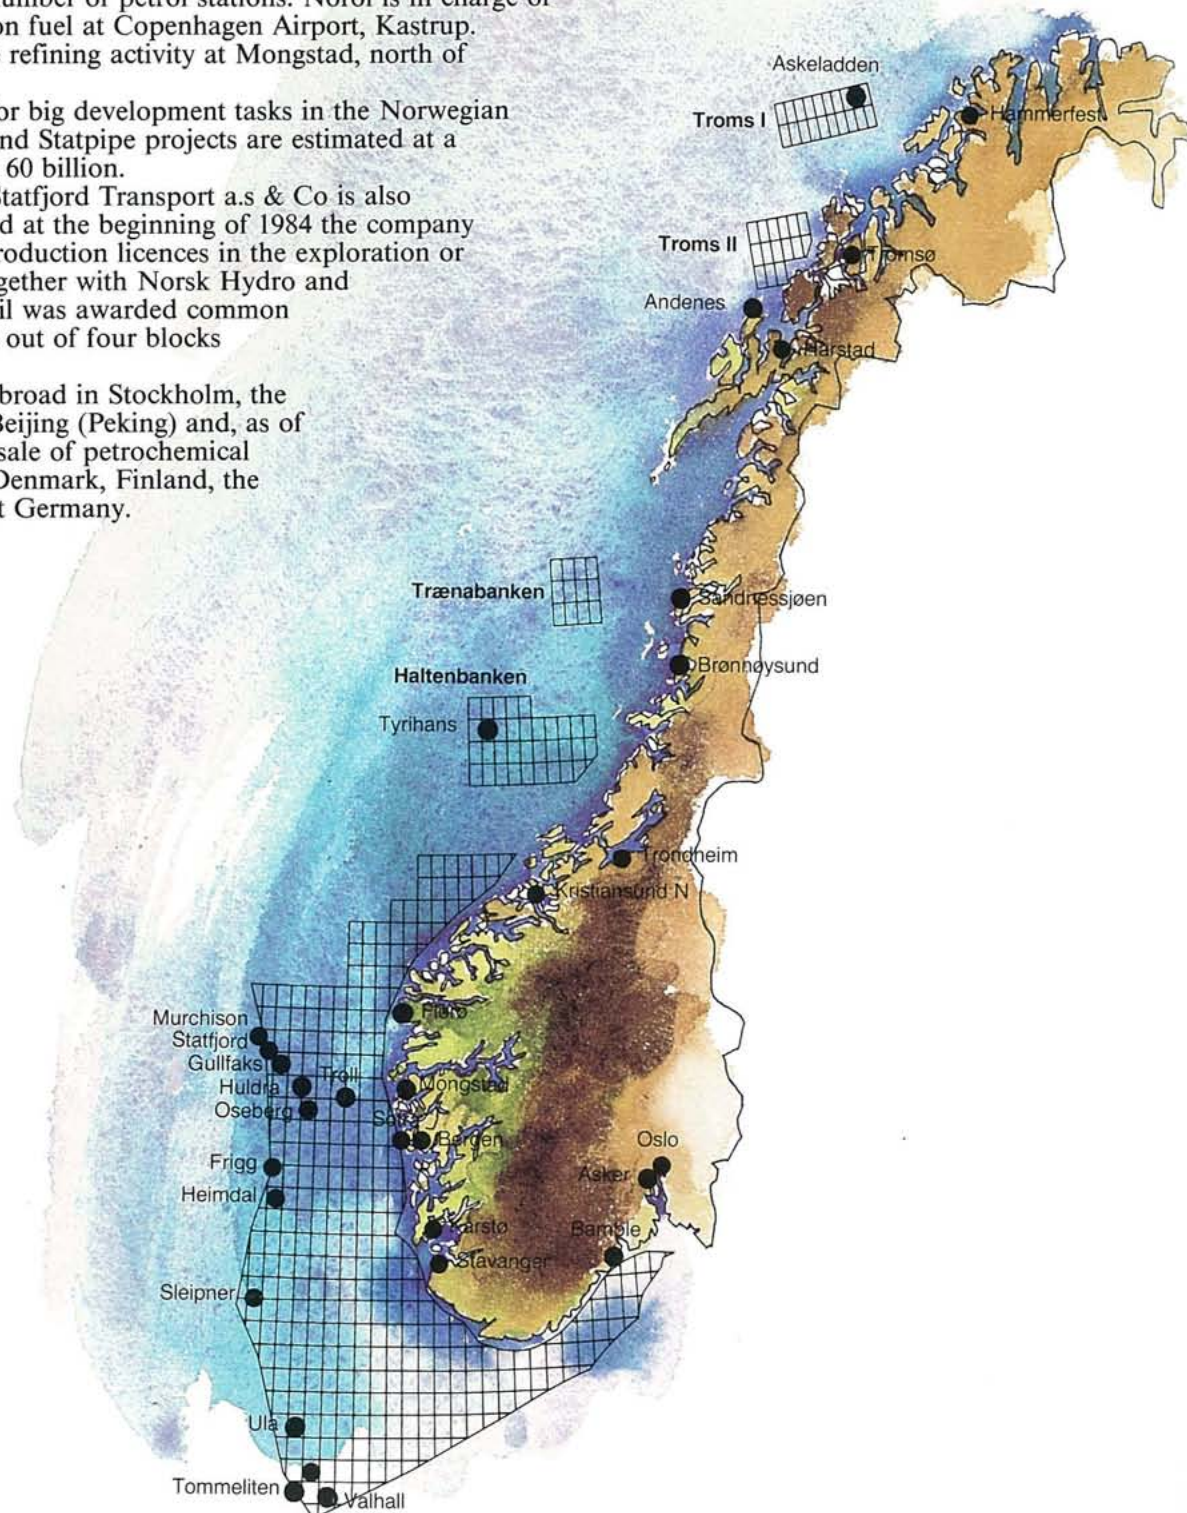 number of petrol stations. Norol is in charge of
on fuel at Copenhagen Airport, Kastrup.
refining activity at Mongstad, north of
or big development tasks in the Norwegian
nd Statpipe projects are estimated at a
60 billion.
Statfjord Transport a.s & Co is also
d at the beginning of 1984 the company
roduction licences in the exploration or
gether with Norsk Hydro and
il was awarded common
out of four blocks
broad in Stockholm, the
Beijing (Peking) and, as of
sale of petrochemical
Denmark, Finland, the
t Germany.
Askeladden
Troms I
Hammerfest
Troms II
Tromsø
Andenes
Harstad
Trænabanken
Sandnessjøen
Brønnøysund
Haltenbanken
Tyrihans
Trondheim
Kristiansund N
Florø
Murchison
Statfjord
Gullfaks
Huldra
Troll
Mongstad
Oseberg
Sotra
Bergen
Oslo
Frigg
Asker
Heimdal
Kårstø
Bamble
Stavanger
Sleipner
Ula
Tommeliten
Valhall